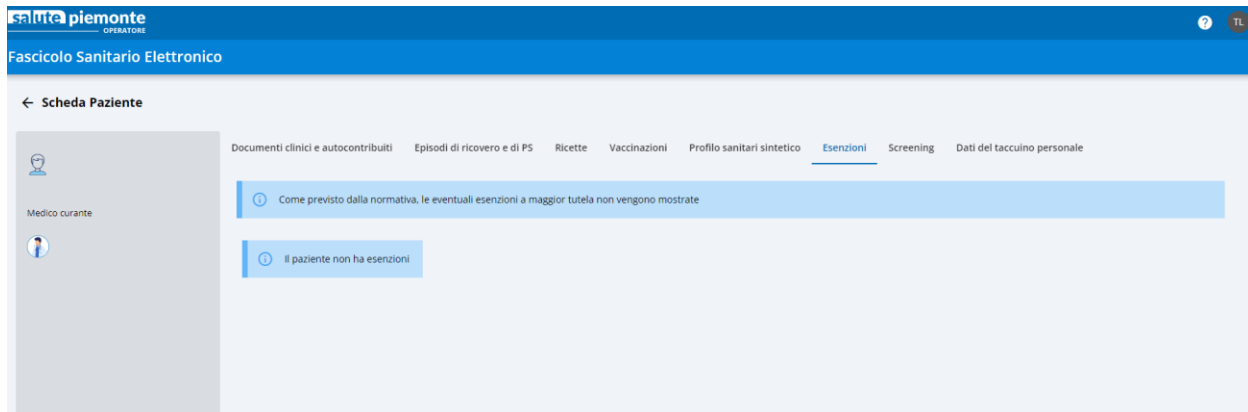 salute piemonte
OPERATORE
?
TL
Fascicolo Sanitario Elettronico
← Scheda Paziente
Documenti clinici e autocontribuiti Episodi di ricovero e di PS Ricette Vaccinazioni Profilo sanitari sintetico Esenzioni Screening Dati del taccuino personale
Medico curante
Come previsto dalla normativa, le eventuali esenzioni a maggior tutela non vengono mostrate
Il paziente non ha esenzioni